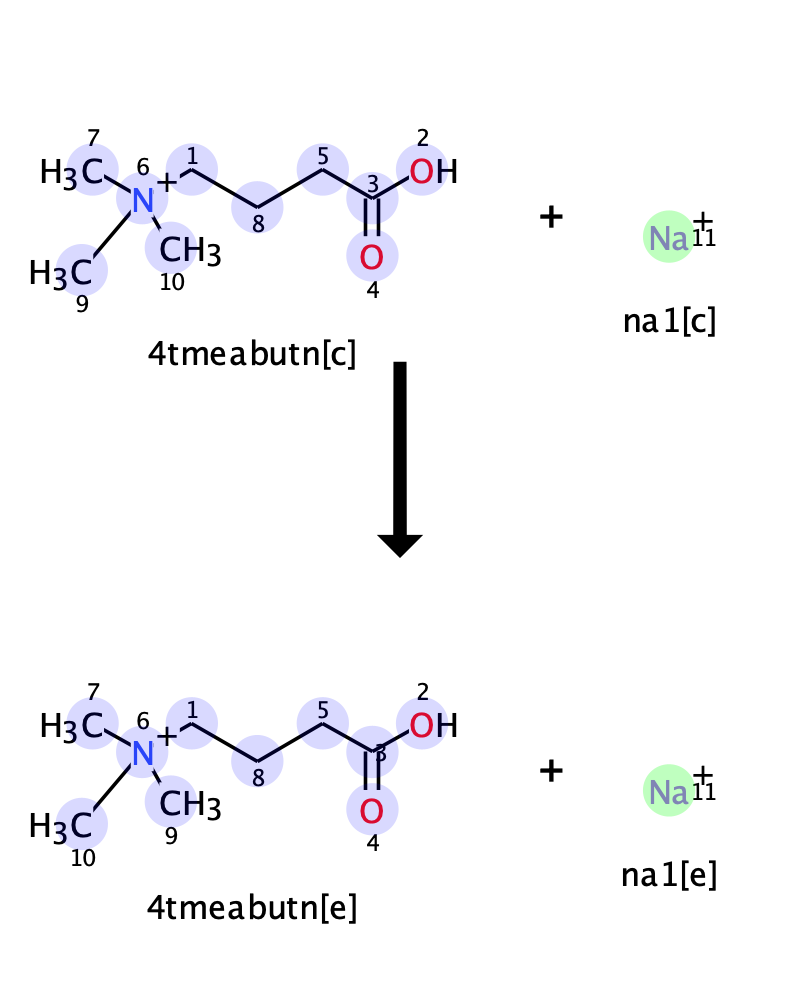 7 1 5 2
H3C 6 + 3 OH
N 8
CH3 O + Na + 11
H3C 10 4
9
na1[c]
4tmeabutn[c]
7 1 5 2
H3C 6 + 3 OH
N 8
CH3 O + Na + 11
H3C 9 4
10
na1[e]
4tmeabutn[e]